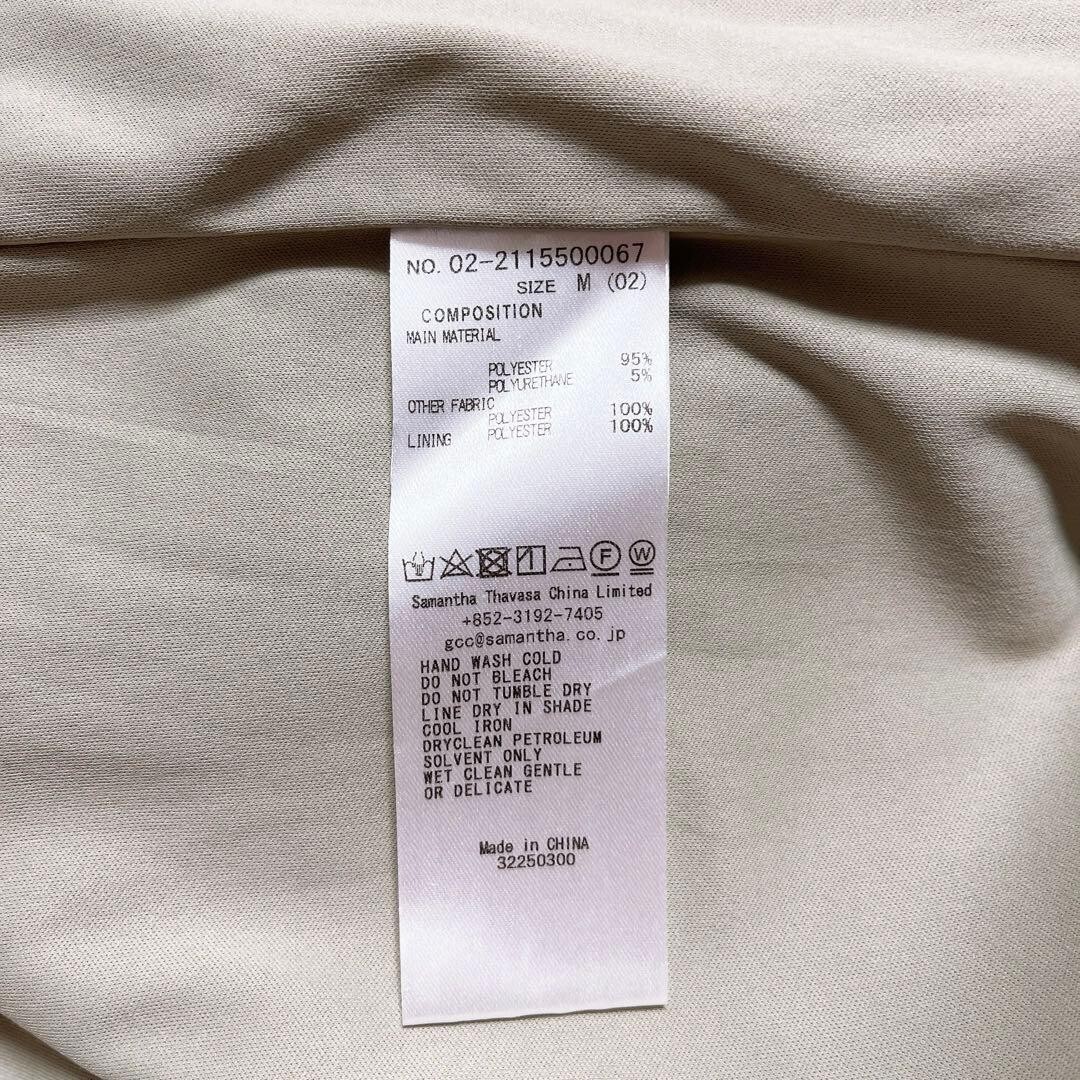 NO. 02-2115500067
SIZE M (02)
COMPOSITION
MAIN MATERIAL
POLYESTER 95%
POLYURETHANE 5%
OTHER FABRIC
POLYESTER 100%
LINING POLYESTER 100%
F W
Samantha Thavasa China Limited
+852-3192-7405
gcc@samantha.co.jp
HAND WASH COLD
DO NOT BLEACH
DO NOT TUMBLE DRY
LINE DRY IN SHADE
COOL IRON
DRYCLEAN PETROLEUM
SOLVENT ONLY
WET CLEAN GENTLE
OR DELICATE
Made in CHINA
32250300